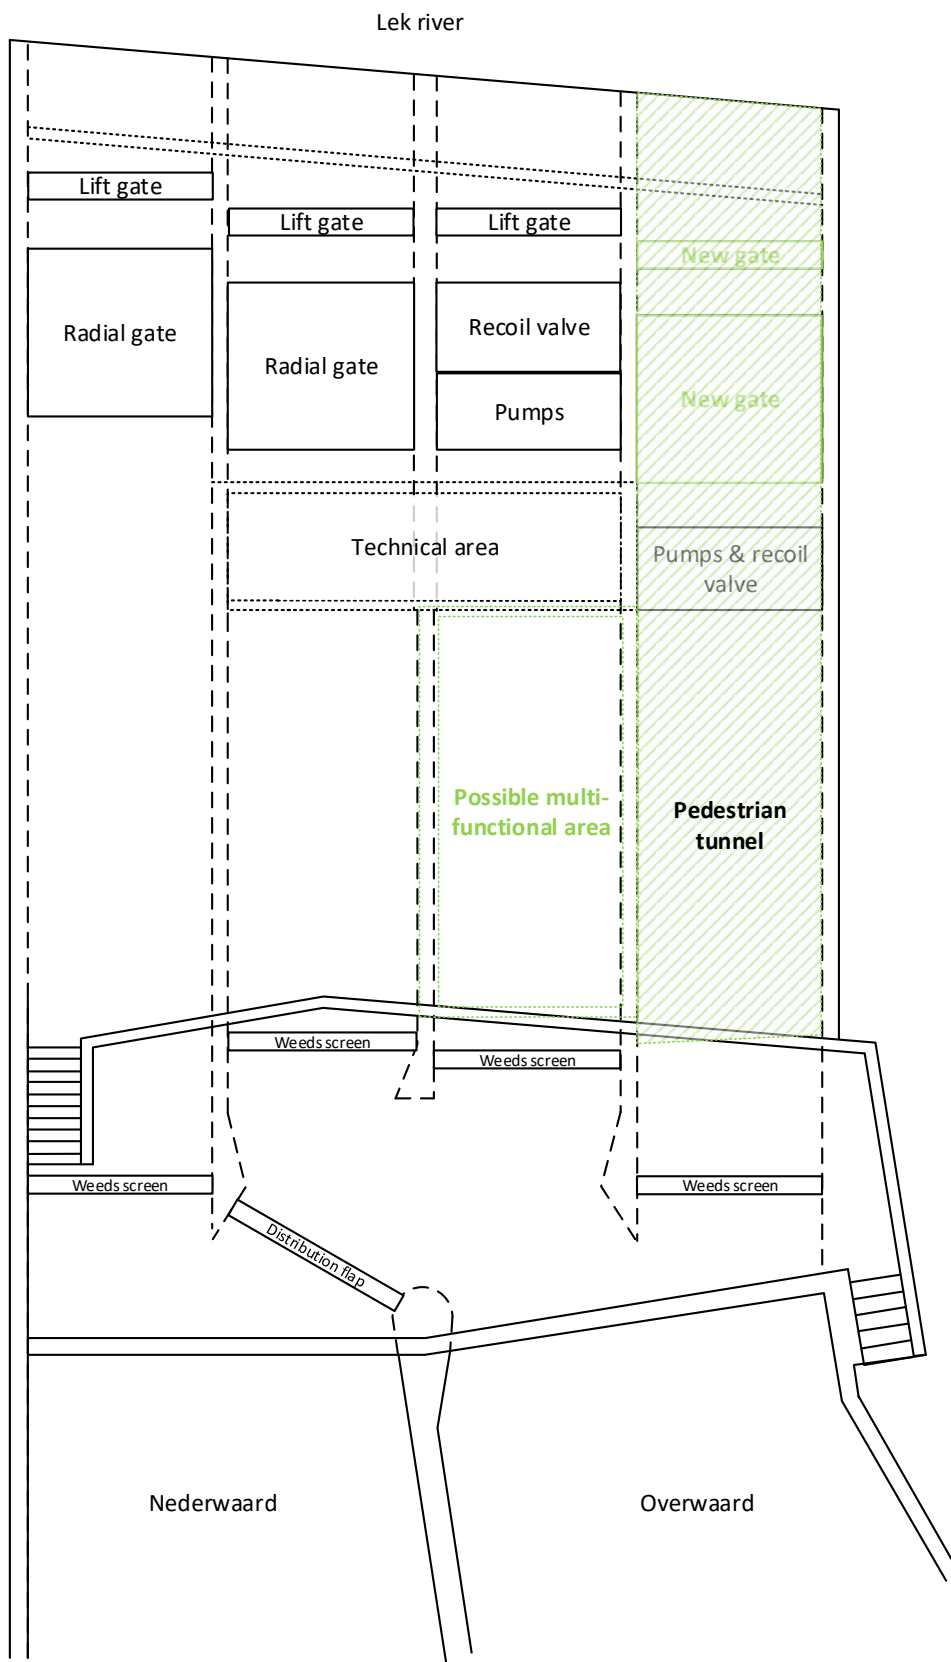 Lek river
Lift gate
Lift gate
Lift gate
New gate
Radial gate
Radial gate
Recoil valve
Pumps
New gate
Technical area
Pumps & recoil
valve
Possible multi-
functional area
Pedestrian
tunnel
Weeds screen
Weeds screen
Weeds screen
Weeds screen
Distribution flap
Nederwaard
Overwaard